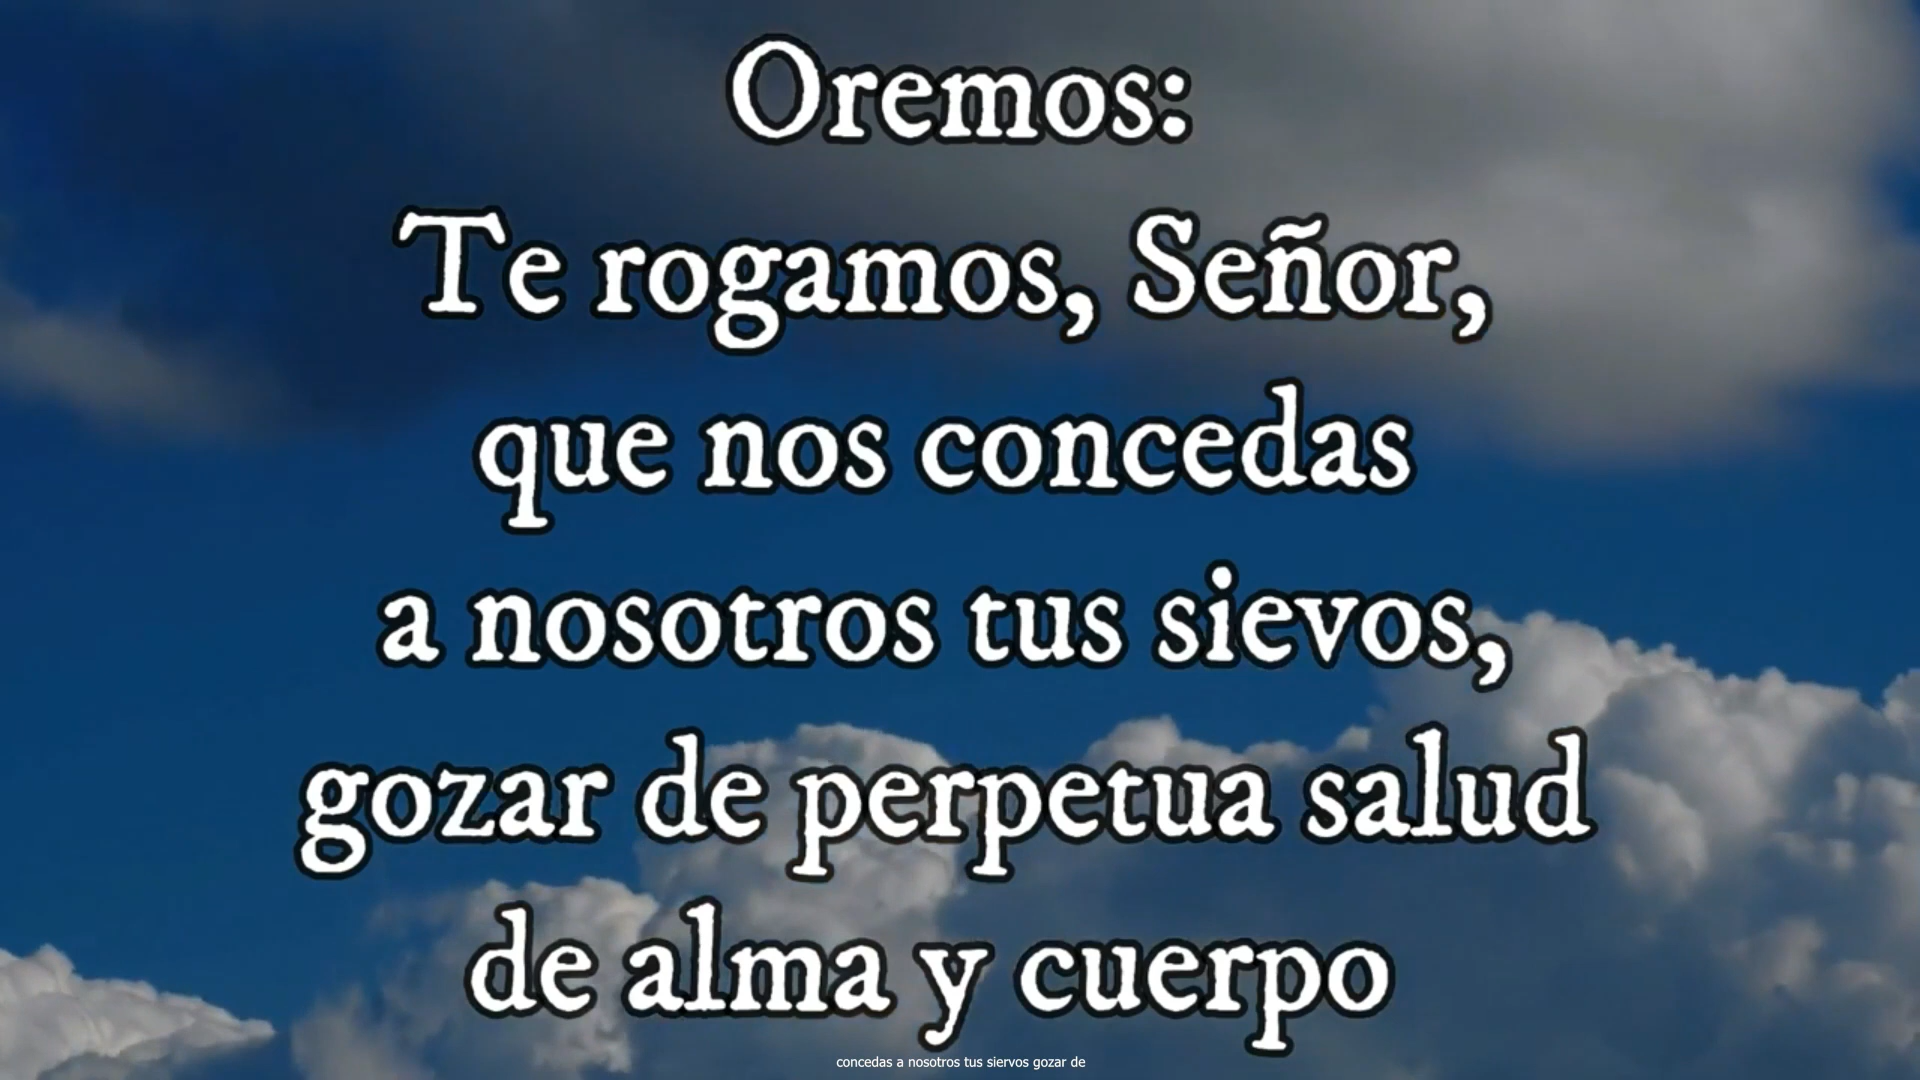 Oremos:
Te rogamos, Señor,
que nos concedas
a nosotros tus sievos,
gozar de perpetua salud
de alma y cuerpo
concedas a nosotros tus siervos gozar de